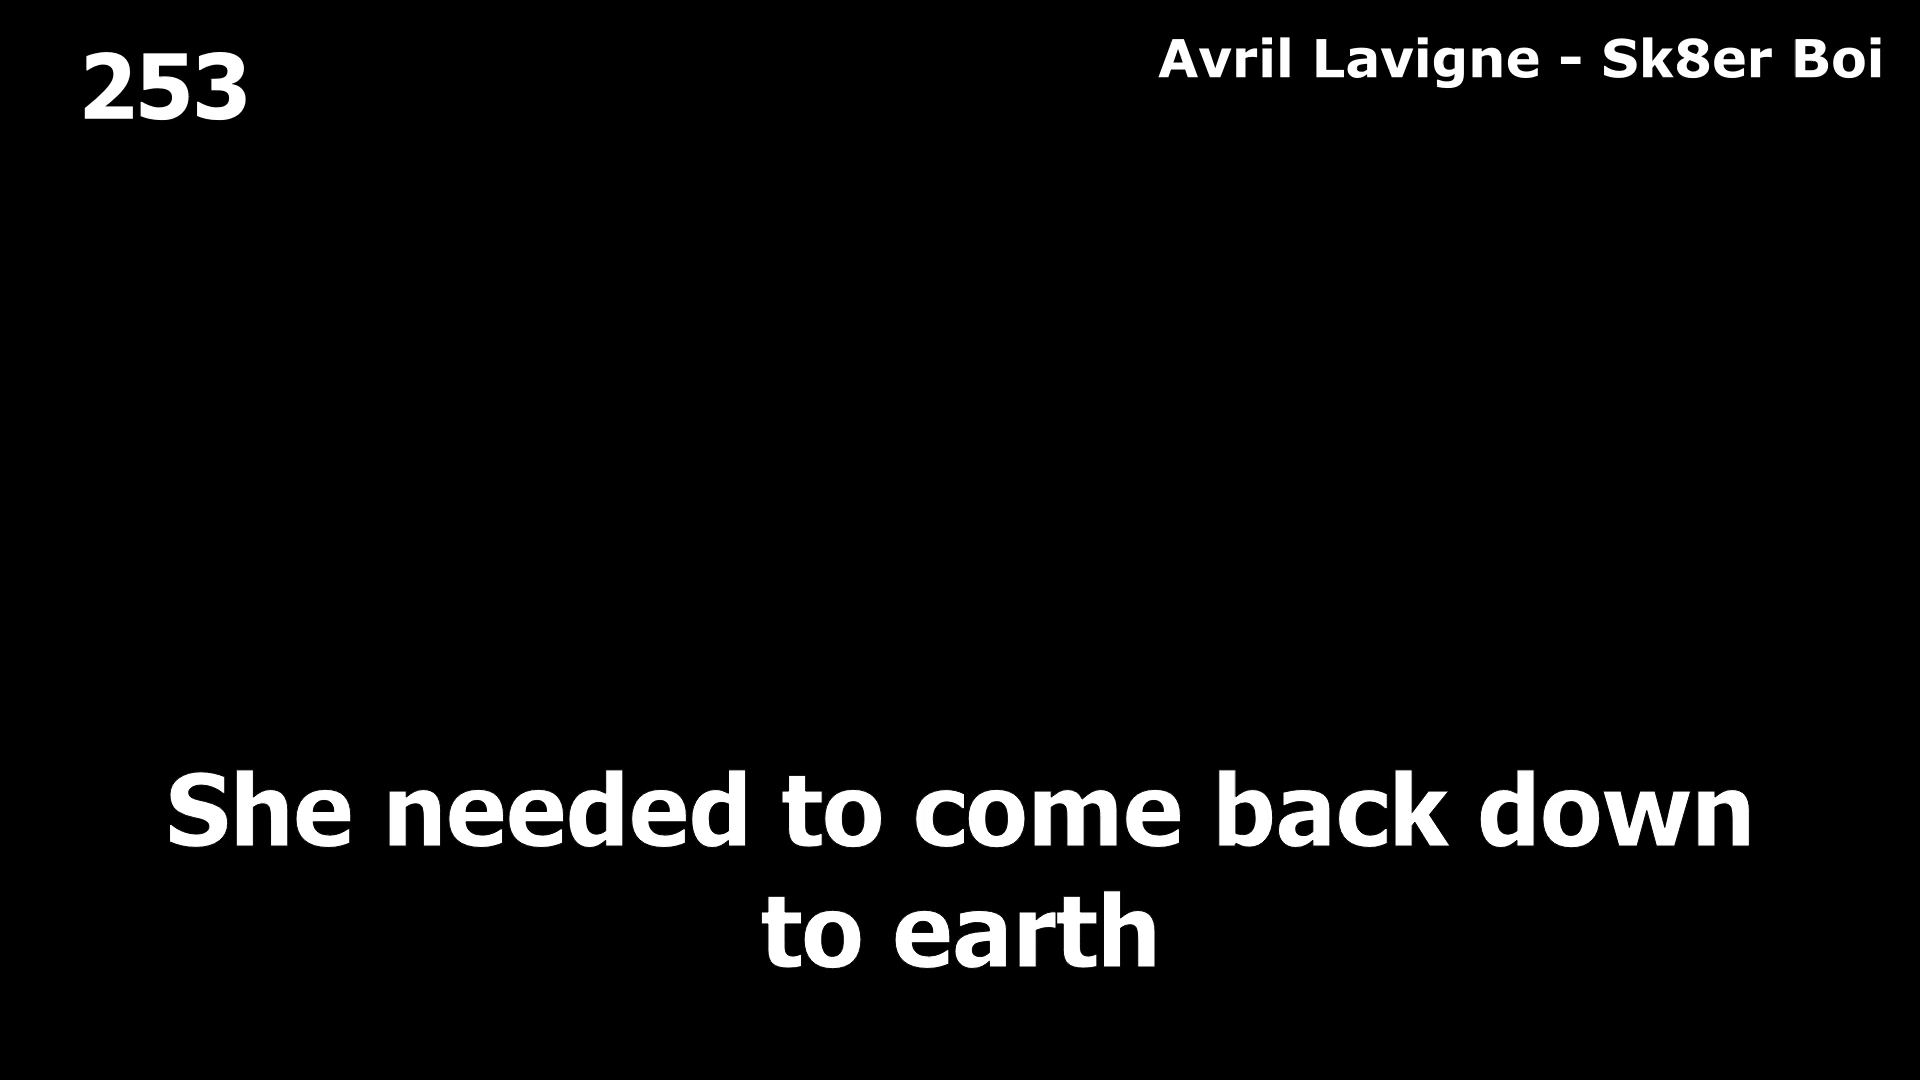 253
Avril Lavigne - Sk8er Boi
She needed to come back down
to earth